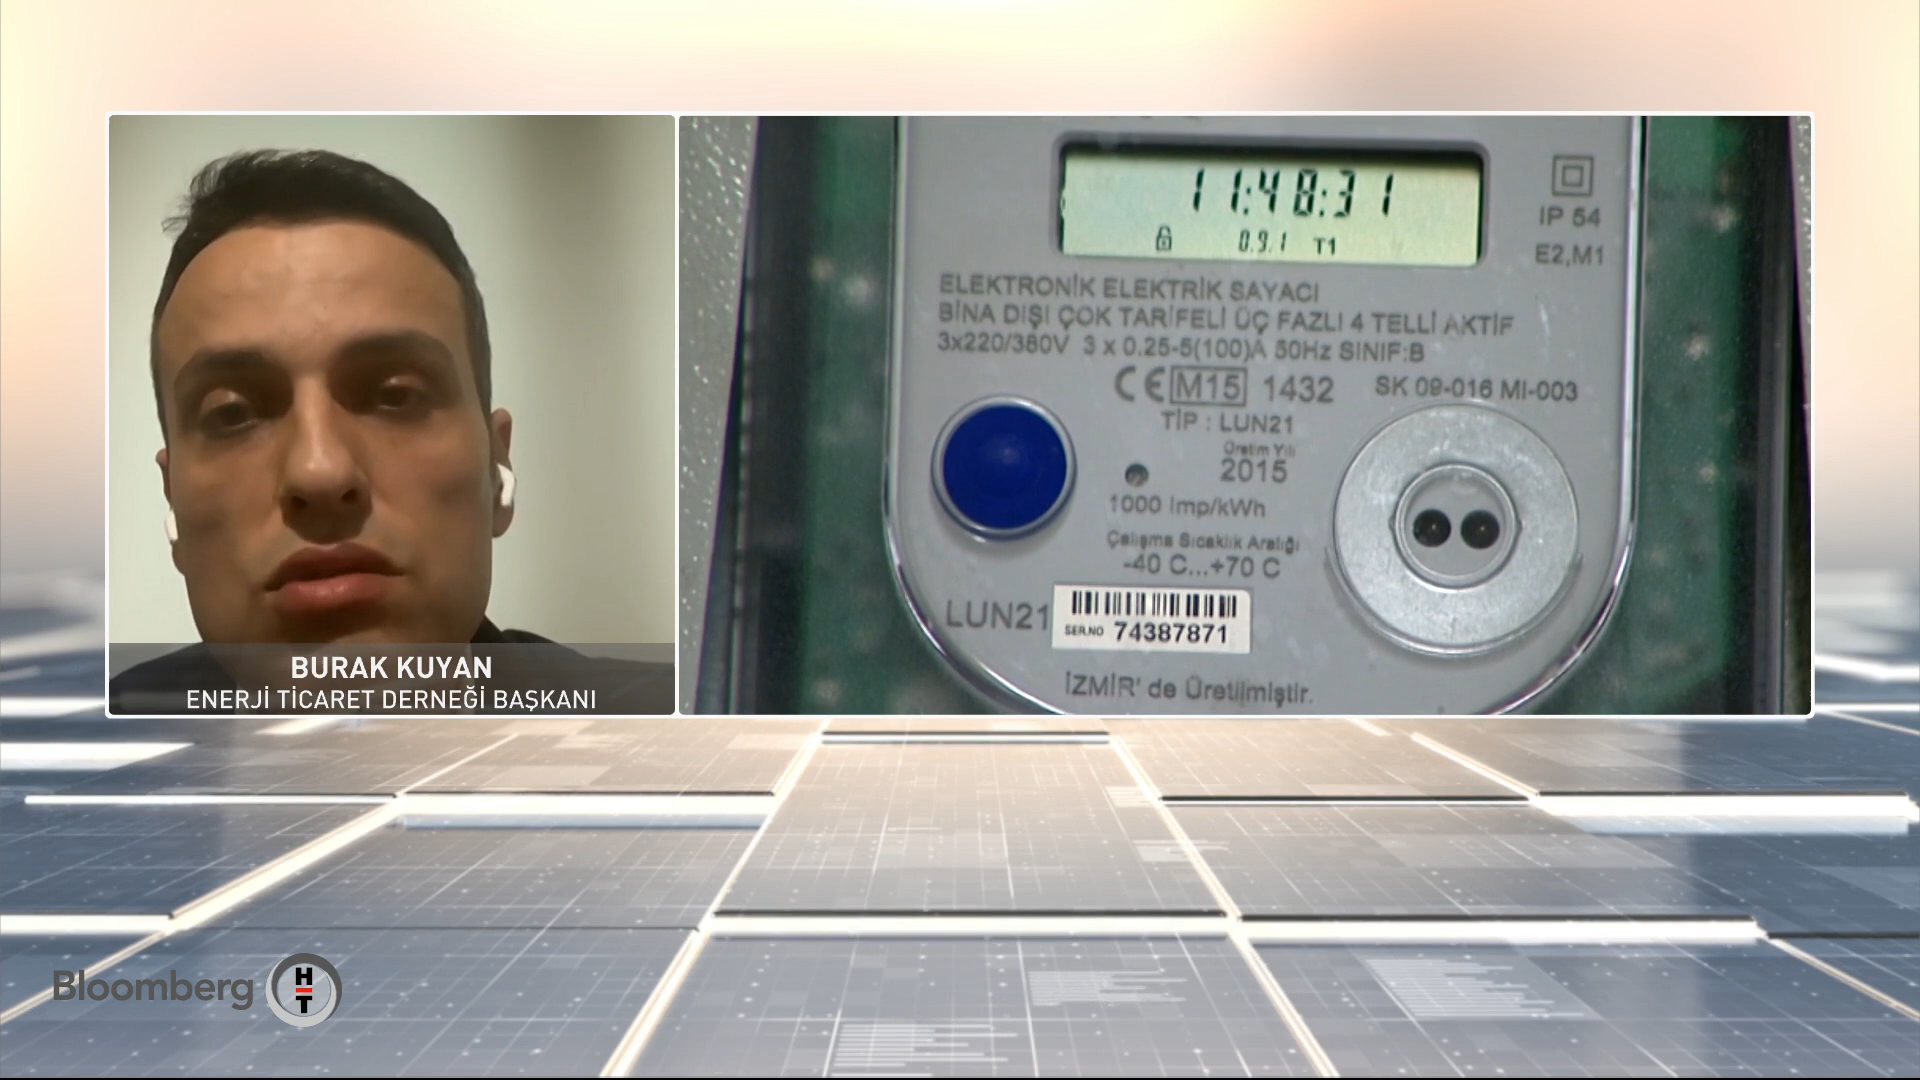 BURAK KUYAN
ENERJİ TİCARET DERNEĞİ BAŞKANI
11:48:31
0.9.1 T1
IP 54
E2,M1
ELEKTRONİK ELEKTRİK SAYACI
BİNA DIŞI ÇOK TARİFELİ ÜÇ FAZLI 4 TELLİ AKTİF
3x220/380V 3 x 0.25-5(100)A 50Hz SINIF:B
CE M15 1432 SK 09-016 MI-003
TİP : LUN21
Üretim Yılı
2015
1000 Imp/kWh
Çalışma Sıcaklık Aralığı
-40 C...+70 C
LUN21
SER.NO 74387871
İZMİR' de Üretilmiştir.
Bloomberg HT